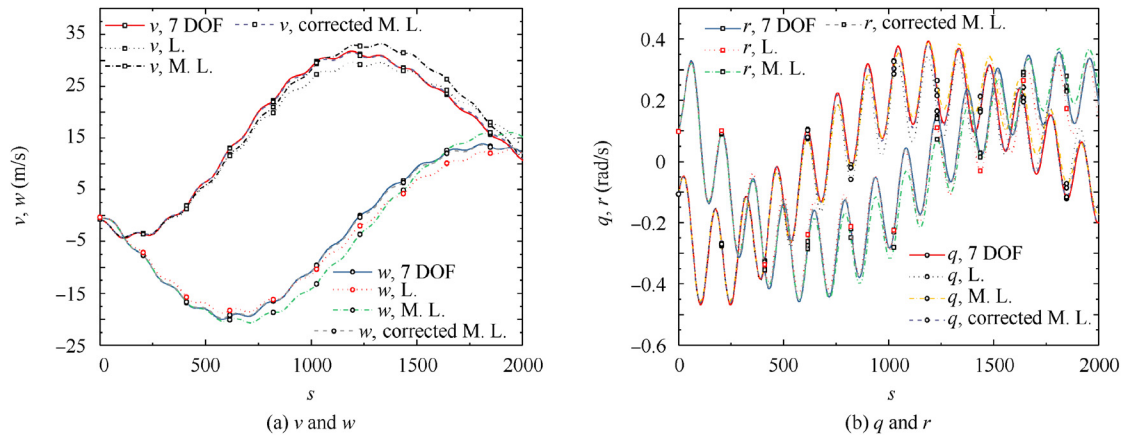 v, 7 DOF
v, L.
v, M. L.
v, corrected M. L.
35
25
15
5
−5
−15
−25
v, w (m/s)
w, 7 DOF
w, L.
w, M. L.
w, corrected M. L.
0 500 1000 1500 2000
s
(a) v and w
r, 7 DOF
r, L.
r, M. L.
r, corrected M. L.
0.4
0.2
0
−0.2
−0.4
−0.6
q, r (rad/s)
q, 7 DOF
q, L.
q, M. L.
q, corrected M. L.
0 500 1000 1500 2000
s
(b) q and r